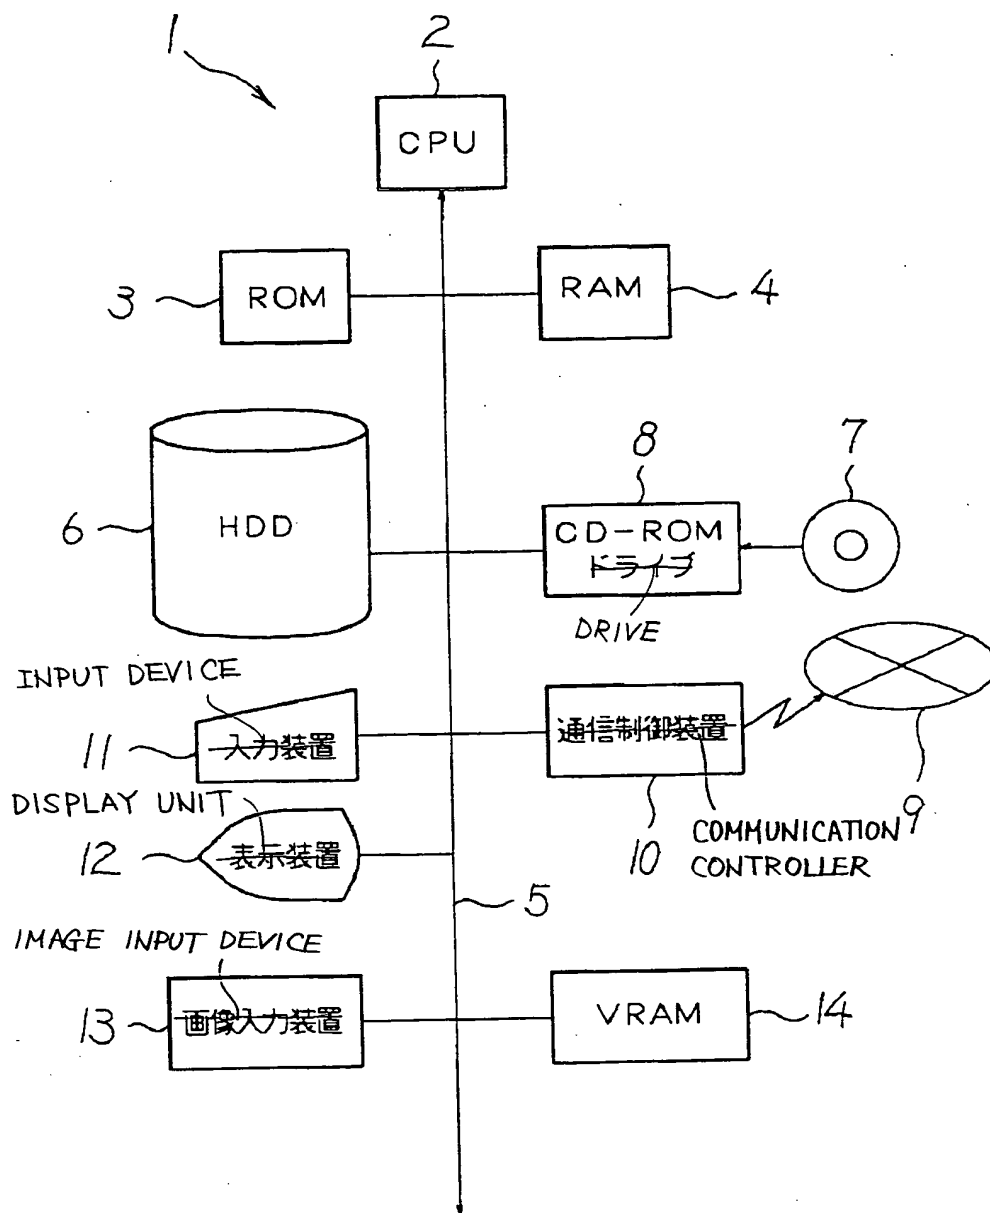 1
2
CPU
3
ROM
RAM
4
6
HDD
8
7
CD-ROM
ドライブ
DRIVE
INPUT DEVICE
11
入力装置
通信制御装置
9
10
COMMUNICATION
CONTROLLER
DISPLAY UNIT
12
表示装置
5
IMAGE INPUT DEVICE
13
画像入力装置
VRAM
14